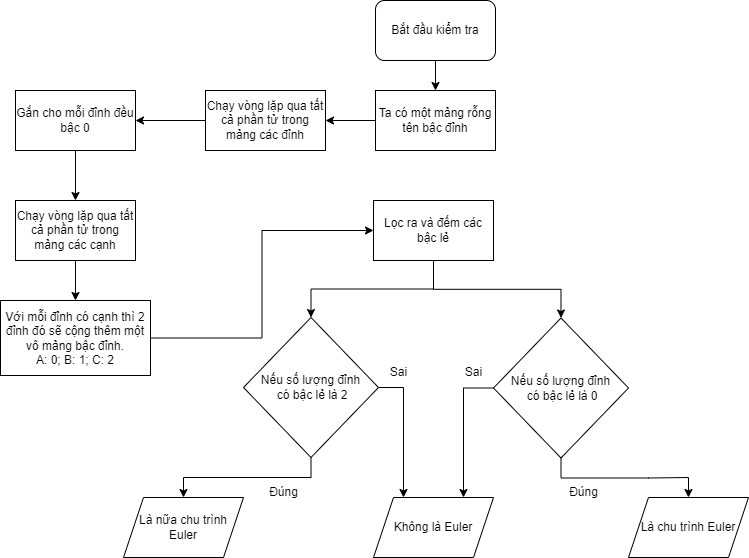 Bắt đầu kiểm tra
Ta có một mảng rỗng
tên bậc đỉnh
Chạy vòng lặp qua tất
cả phần tử trong
mảng các đỉnh
Gắn cho mỗi đỉnh đều
bậc 0
Chạy vòng lặp qua tất
cả phần tử trong
mảng các cạnh
Với mỗi đỉnh có cạnh thì 2
đỉnh đó sẽ cộng thêm một
vô mảng bậc đỉnh.
A: 0; B: 1; C: 2
Lọc ra và đếm các
bậc lẻ
Nếu số lượng đỉnh
có bậc lẻ là 2
Sai
Sai
Nếu số lượng đỉnh
có bậc lẻ là 0
Đúng
Đúng
Là nữa chu trình
Euler
Không là Euler
Là chu trình Euler